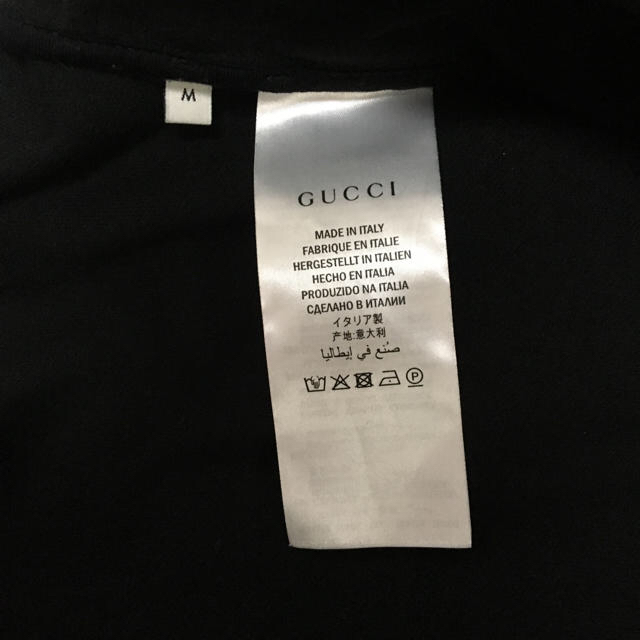 M
GUCCI
MADE IN ITALY
FABRIQUE EN ITALIE
HERGESTELLT IN ITALIEN
HECHO EN ITALIA
PRODUZIDO NA ITALIA
СДЕЛАНО В ИТАЛИИ
イタリア製
产地:意大利
صُنع في إيطاليا
P